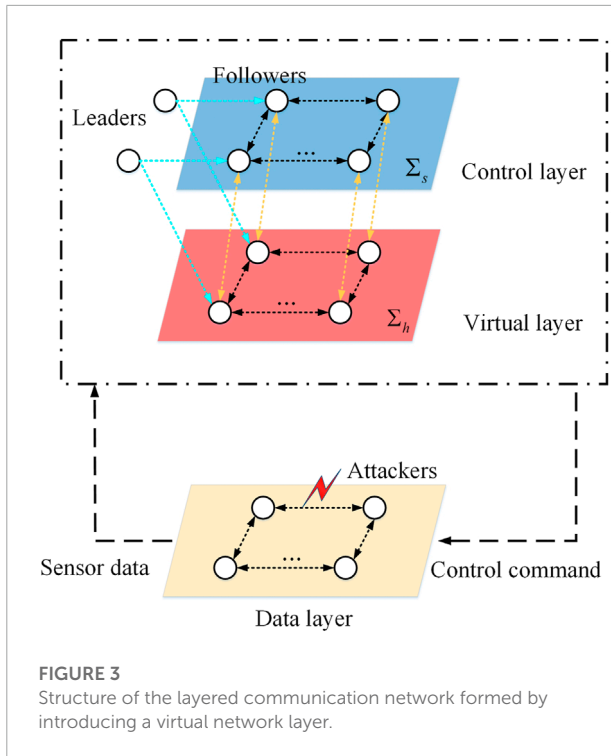 Followers
Leaders
...
Σs
Control layer
...
Σh
Virtual layer
Attackers
...
Sensor data
Control command
Data layer
FIGURE 3
Structure of the layered communication network formed by
introducing a virtual network layer.